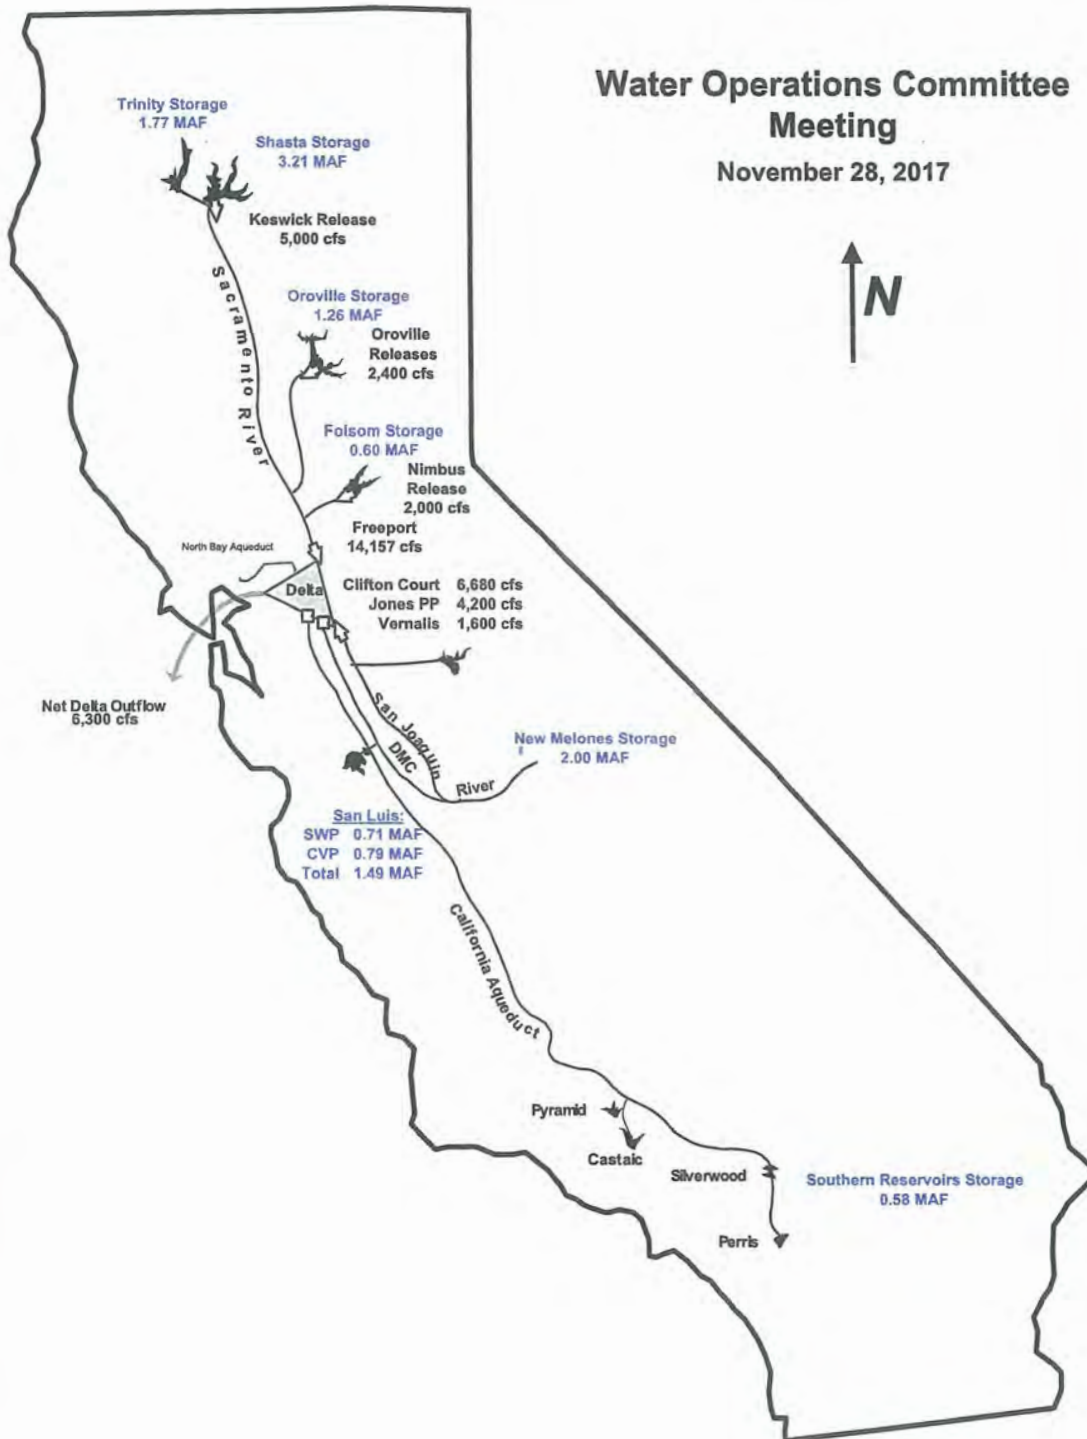 Water Operations Committee
Meeting
November 28, 2017
Trinity Storage
1.77 MAF
Shasta Storage
3.21 MAF
Keswick Release
5,000 cfs
Sacramento River
N
Oroville Storage
1.26 MAF
Oroville
Releases
2,400 cfs
Folsom Storage
0.60 MAF
Nimbus
Release
2,000 cfs
Freeport
14,157 cfs
North Bay Aqueduct
Delta
Clifton Court 6,680 cfs
Jones PP 4,200 cfs
Vernalis 1,600 cfs
Net Delta Outflow
6,300 cfs
San Joaquin
River
DMC
New Melones Storage
2.00 MAF
San Luis:
SWP 0.71 MAF
CVP 0.79 MAF
Total 1.49 MAF
California Aqueduct
Pyramid
Castaic
Silverwood
Southern Reservoirs Storage
0.58 MAF
Perris